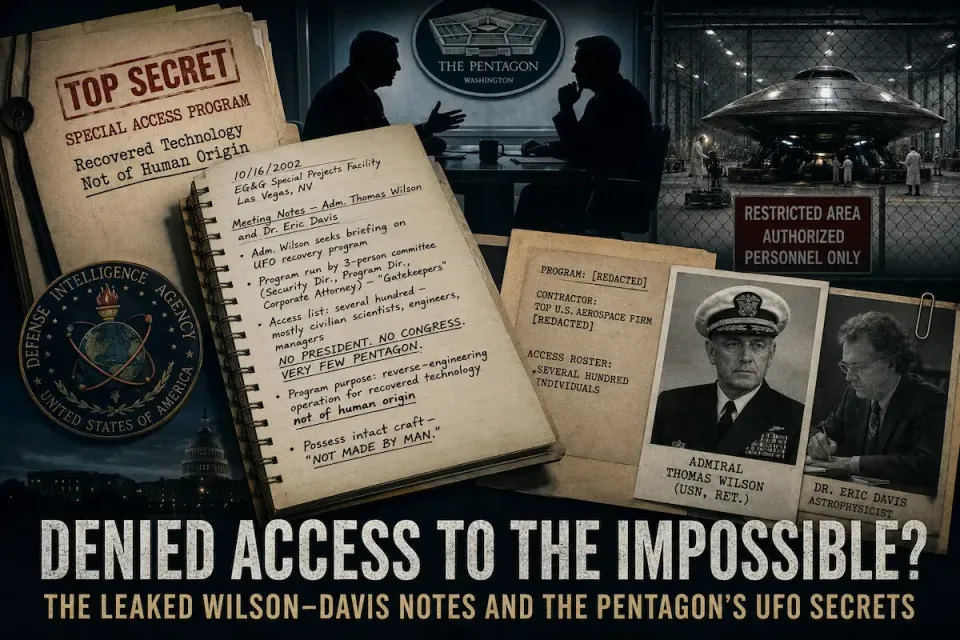 TOP SECRET
SPECIAL ACCESS PROGRAM
Recovered Technology
Not of Human Origin
THE PENTAGON
WASHINGTON
RESTRICTED AREA
AUTHORIZED
PERSONNEL ONLY
DEFENSE INTELLIGENCE AGENCY
UNITED STATES OF AMERICA
10/16/2002
EG&G Special Projects Facility
Las Vegas, NV
Meeting Notes – Adm. Thomas Wilson
and Dr. Eric Davis
• Adm. Wilson seeks briefing on
UFO recovery program
• Program run by 3-person committee
(Security Dir., Program Dir.,
Corporate Attorney) – "Gatekeepers"
• Access list: several hundred –
mostly civilian scientists, engineers,
managers
NO PRESIDENT. NO CONGRESS.
VERY FEW PENTAGON.
• Program purpose: reverse-engineering
operation for recovered technology
not of human origin
• Possess intact craft –
"NOT MADE BY MAN."
PROGRAM: [REDACTED]
CONTRACTOR:
TOP U.S. AEROSPACE FIRM
[REDACTED]
ACCESS ROSTER:
•SEVERAL HUNDRED
INDIVIDUALS
ADMIRAL
THOMAS WILSON
(USN, RET.)
DR. ERIC DAVIS
ASTROPHYSICIST
DENIED ACCESS TO THE IMPOSSIBLE?
THE LEAKED WILSON–DAVIS NOTES AND THE PENTAGON'S UFO SECRETS